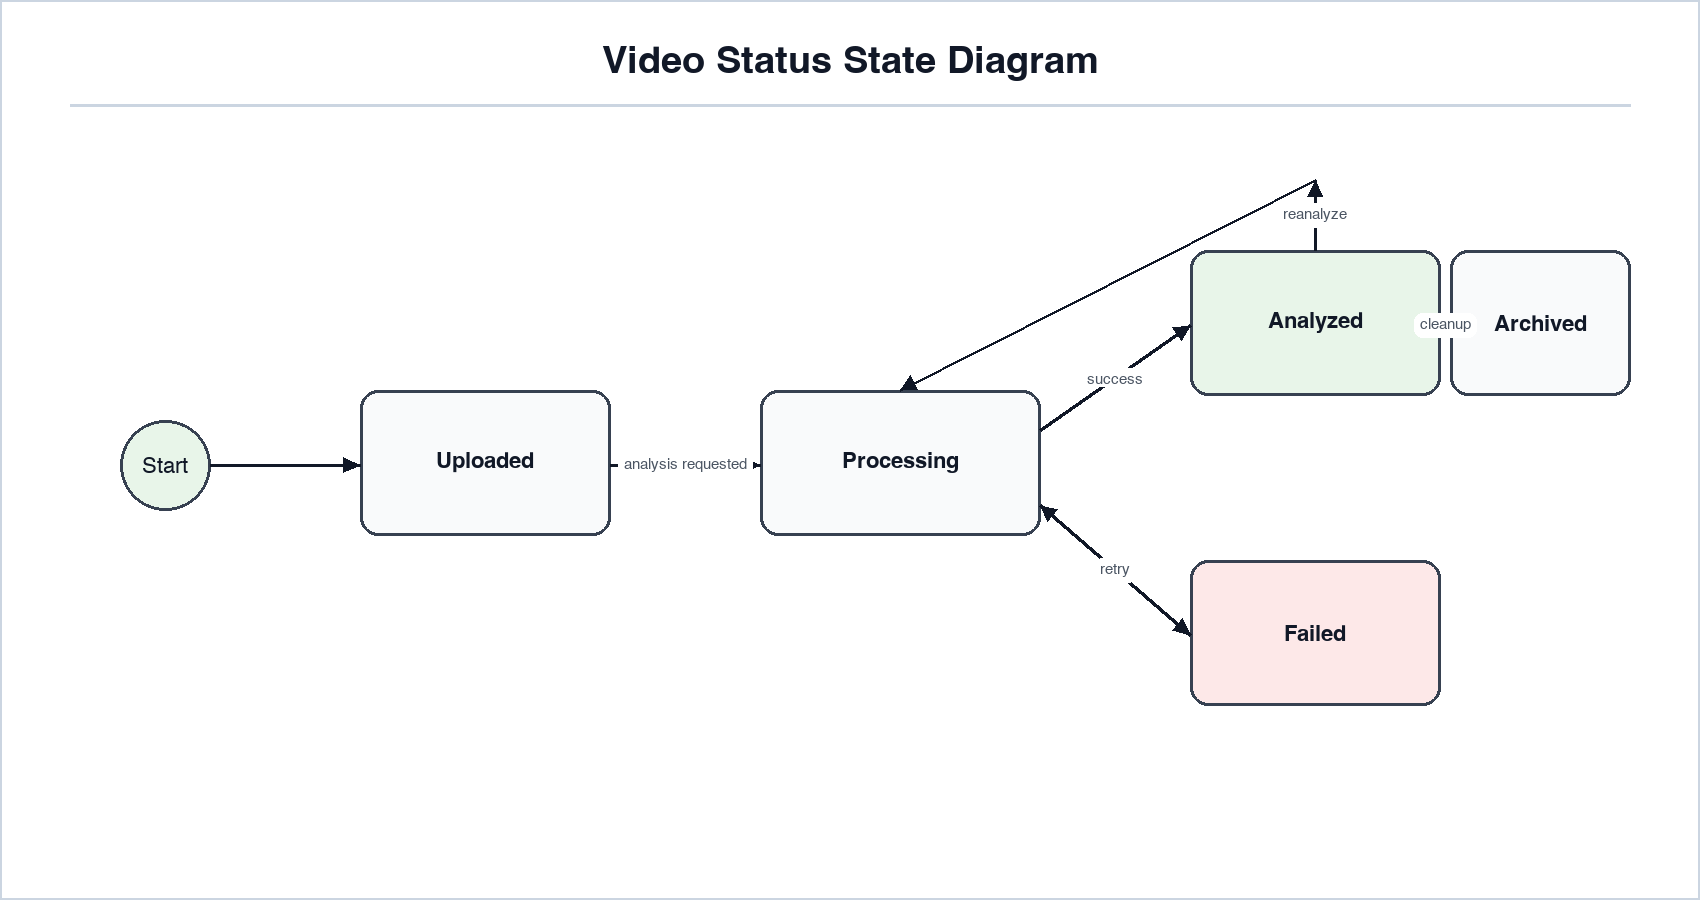 Video Status State Diagram
reanalyze
Analyzed
cleanup
Archived
success
Start
Uploaded
analysis requested
Processing
retry
Failed